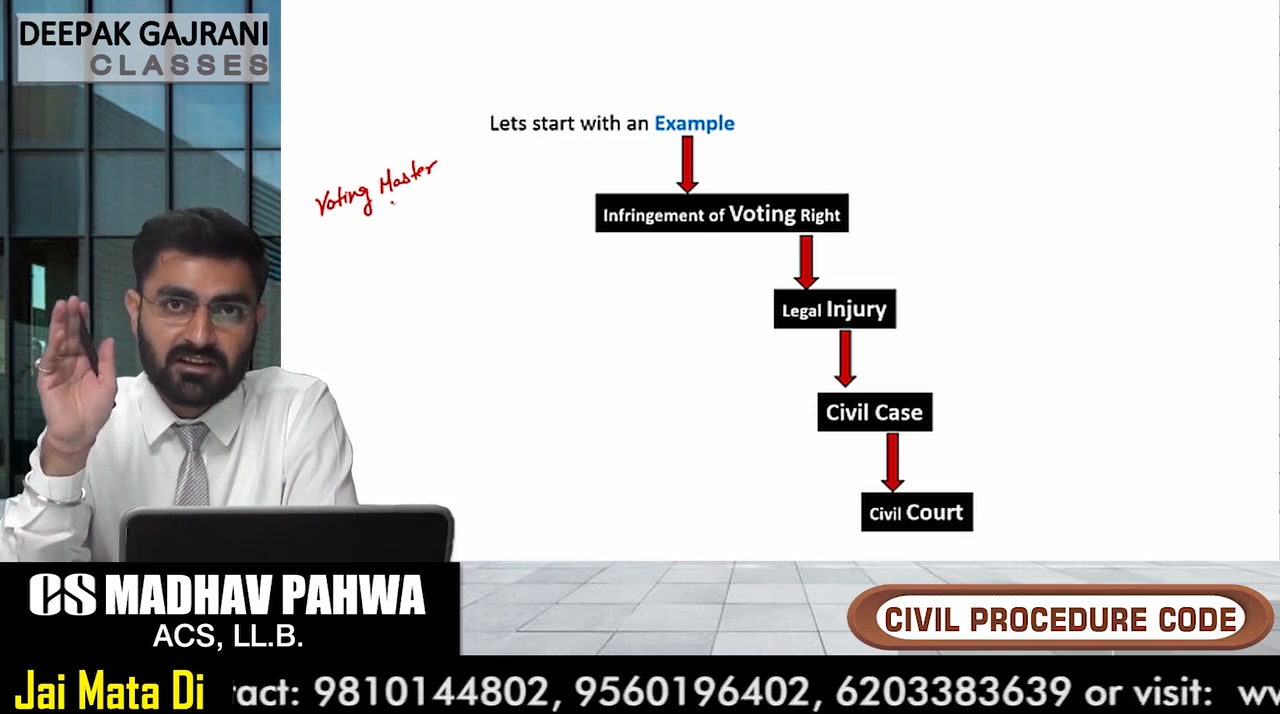 DEEPAK GAJRANI
CLASSES
Lets start with an Example
Voting Master
Infringement of Voting Right
Legal Injury
Civil Case
Civil Court
CS MADHAV PAHWA
ACS, LL.B.
CIVIL PROCEDURE CODE
Jai Mata Di
ract: 9810144802, 9560196402, 6203383639 or visit: